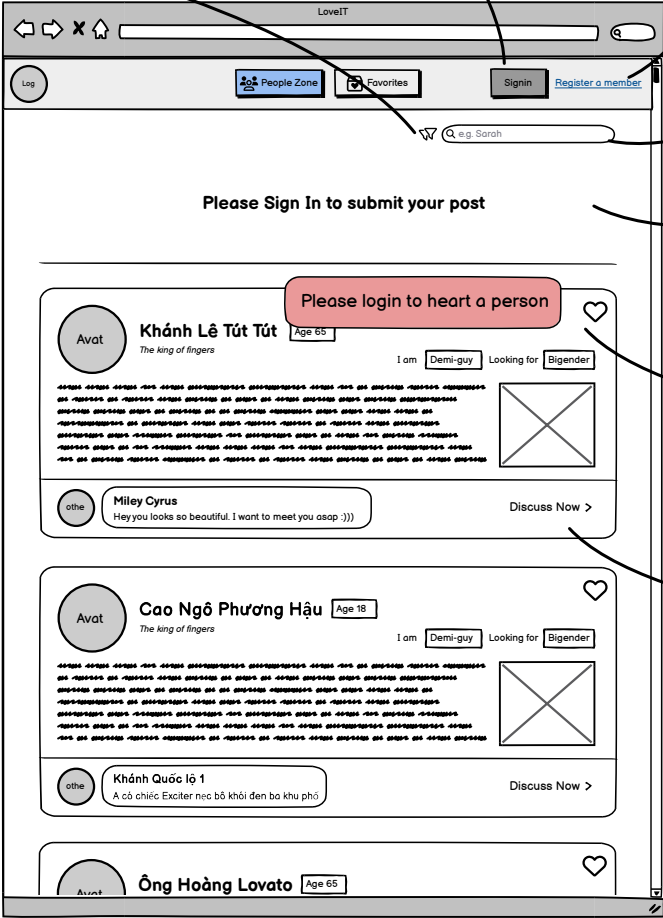 LoveIT
Log
People Zone
Favorites
Signin
Register a member
e.g. Sarah
Please Sign In to submit your post
Please login to heart a person
Avat
Khánh Lê Tút Tút
Age 65
The king of fingers
I am
Demi-guy
Looking for
Bigender
othe
Miley Cyrus
Hey you looks so beautiful. I want to meet you asap :)))
Discuss Now >
Avat
Cao Ngô Phương Hậu
Age 18
The king of fingers
I am
Demi-guy
Looking for
Bigender
othe
Khánh Quốc lộ 1
A có chiếc Exciter nẹc bô khói đen ba khu phố
Discuss Now >
Avat
Ông Hoàng Lovato
Age 65